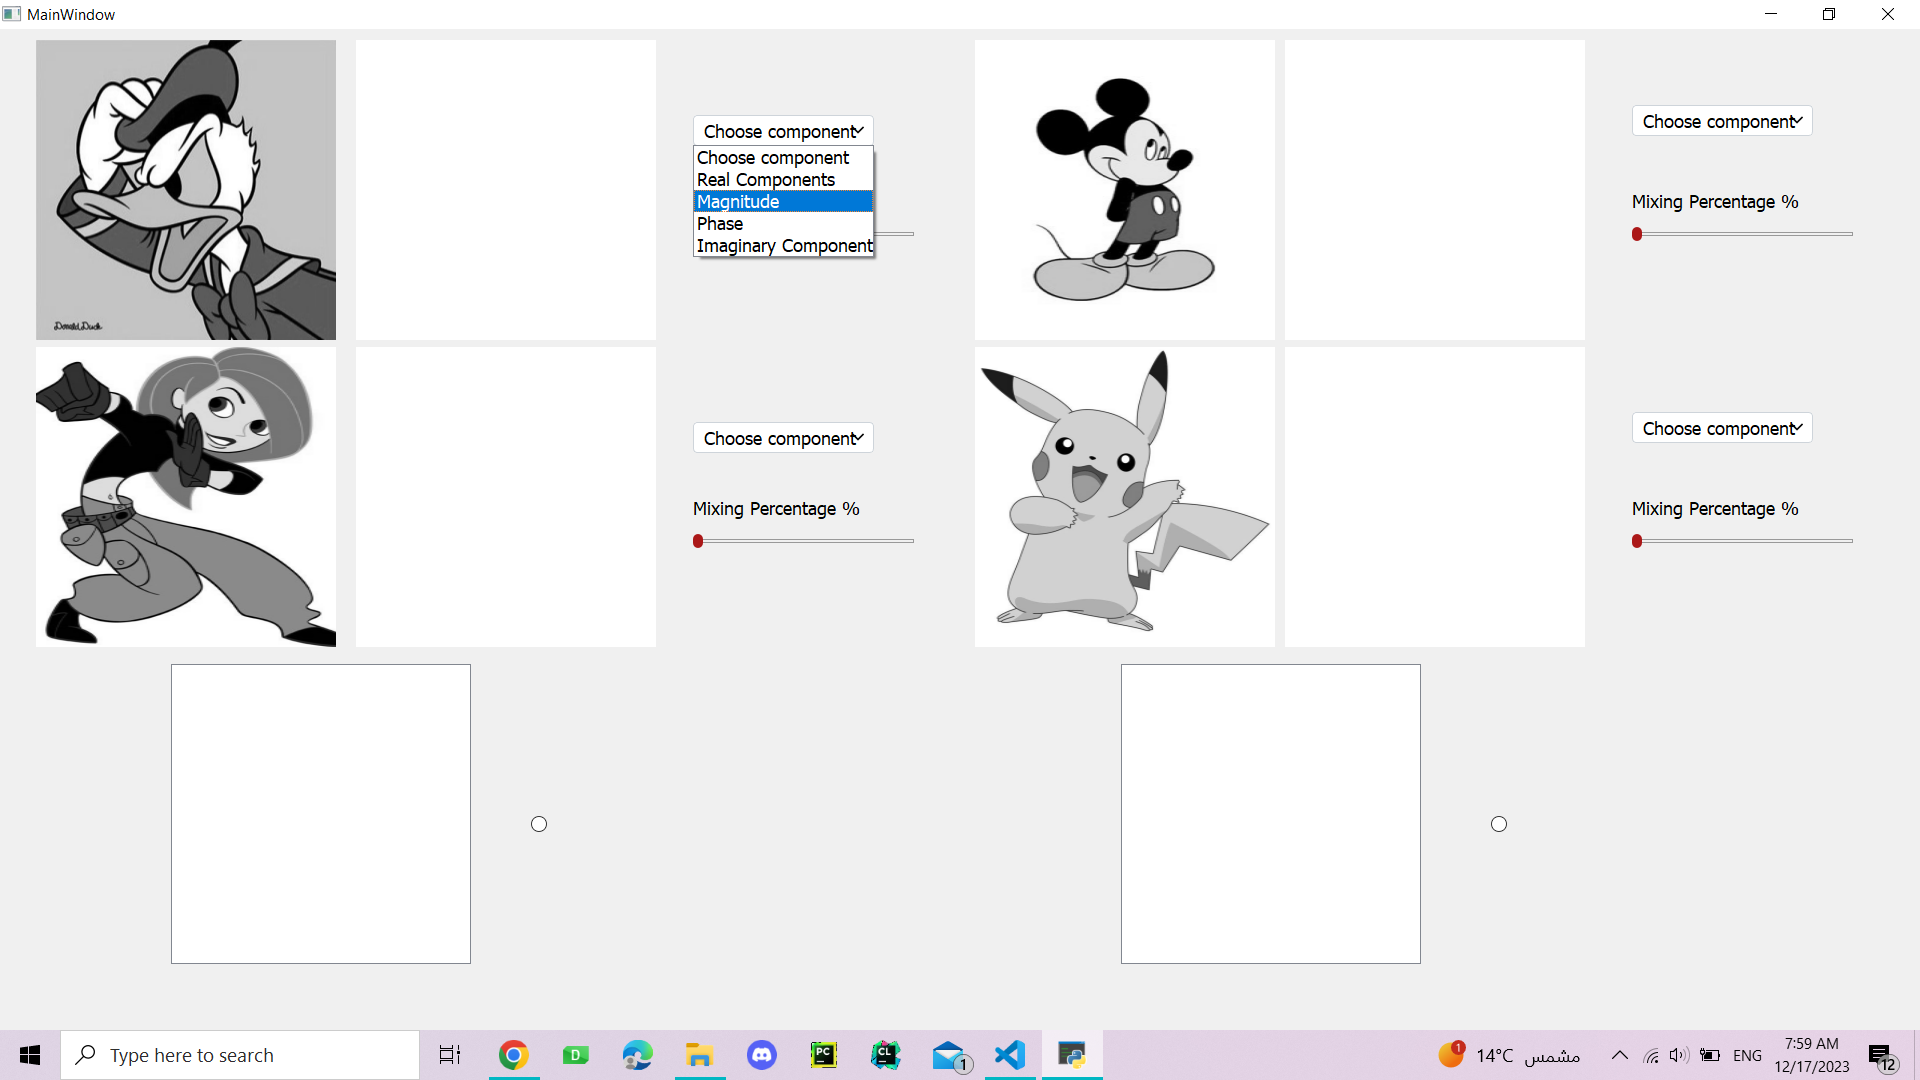 MainWindow
Choose component
Choose component
Real Components
Magnitude
Phase
Imaginary Component
Choose component
Mixing Percentage %
Donald Duck
Choose component
Mixing Percentage %
Choose component
Mixing Percentage %
Type here to search
D
PC
CL
1
1
14°C مشمس
ENG
7:59 AM
12/17/2023
12